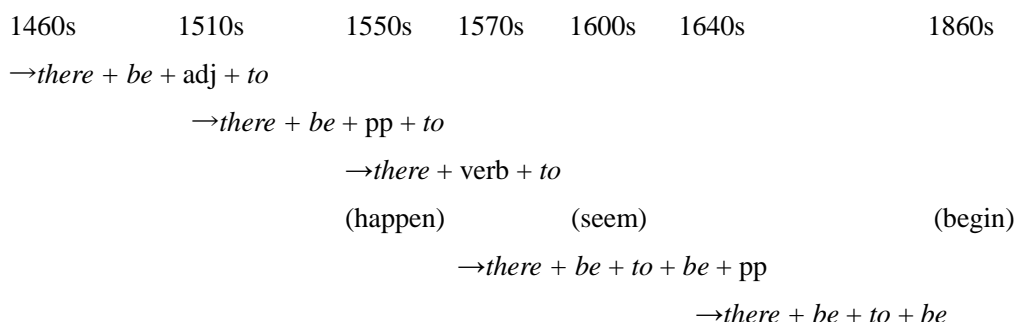 1460s 1510s 1550s 1570s 1600s 1640s 1860s
→there + be + adj + to
→there + be + pp + to
→there + verb + to
(happen) (seem) (begin)
→there + be + to + be + pp
→there + be + to + be